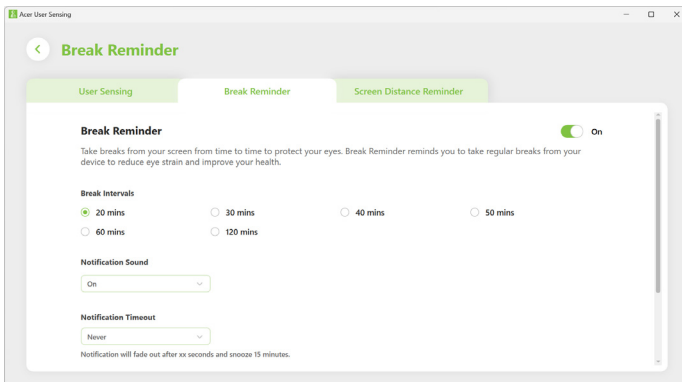 Acer User Sensing
Break Reminder
User Sensing
Break Reminder
Screen Distance Reminder
Break Reminder
On
Take breaks from your screen from time to time to protect your eyes. Break Reminder reminds you to take regular breaks from your
device to reduce eye strain and improve your health.
Break Intervals
20 mins
30 mins
40 mins
50 mins
60 mins
120 mins
Notification Sound
On
Notification Timeout
Never
Notification will fade out after xx seconds and snooze 15 minutes.